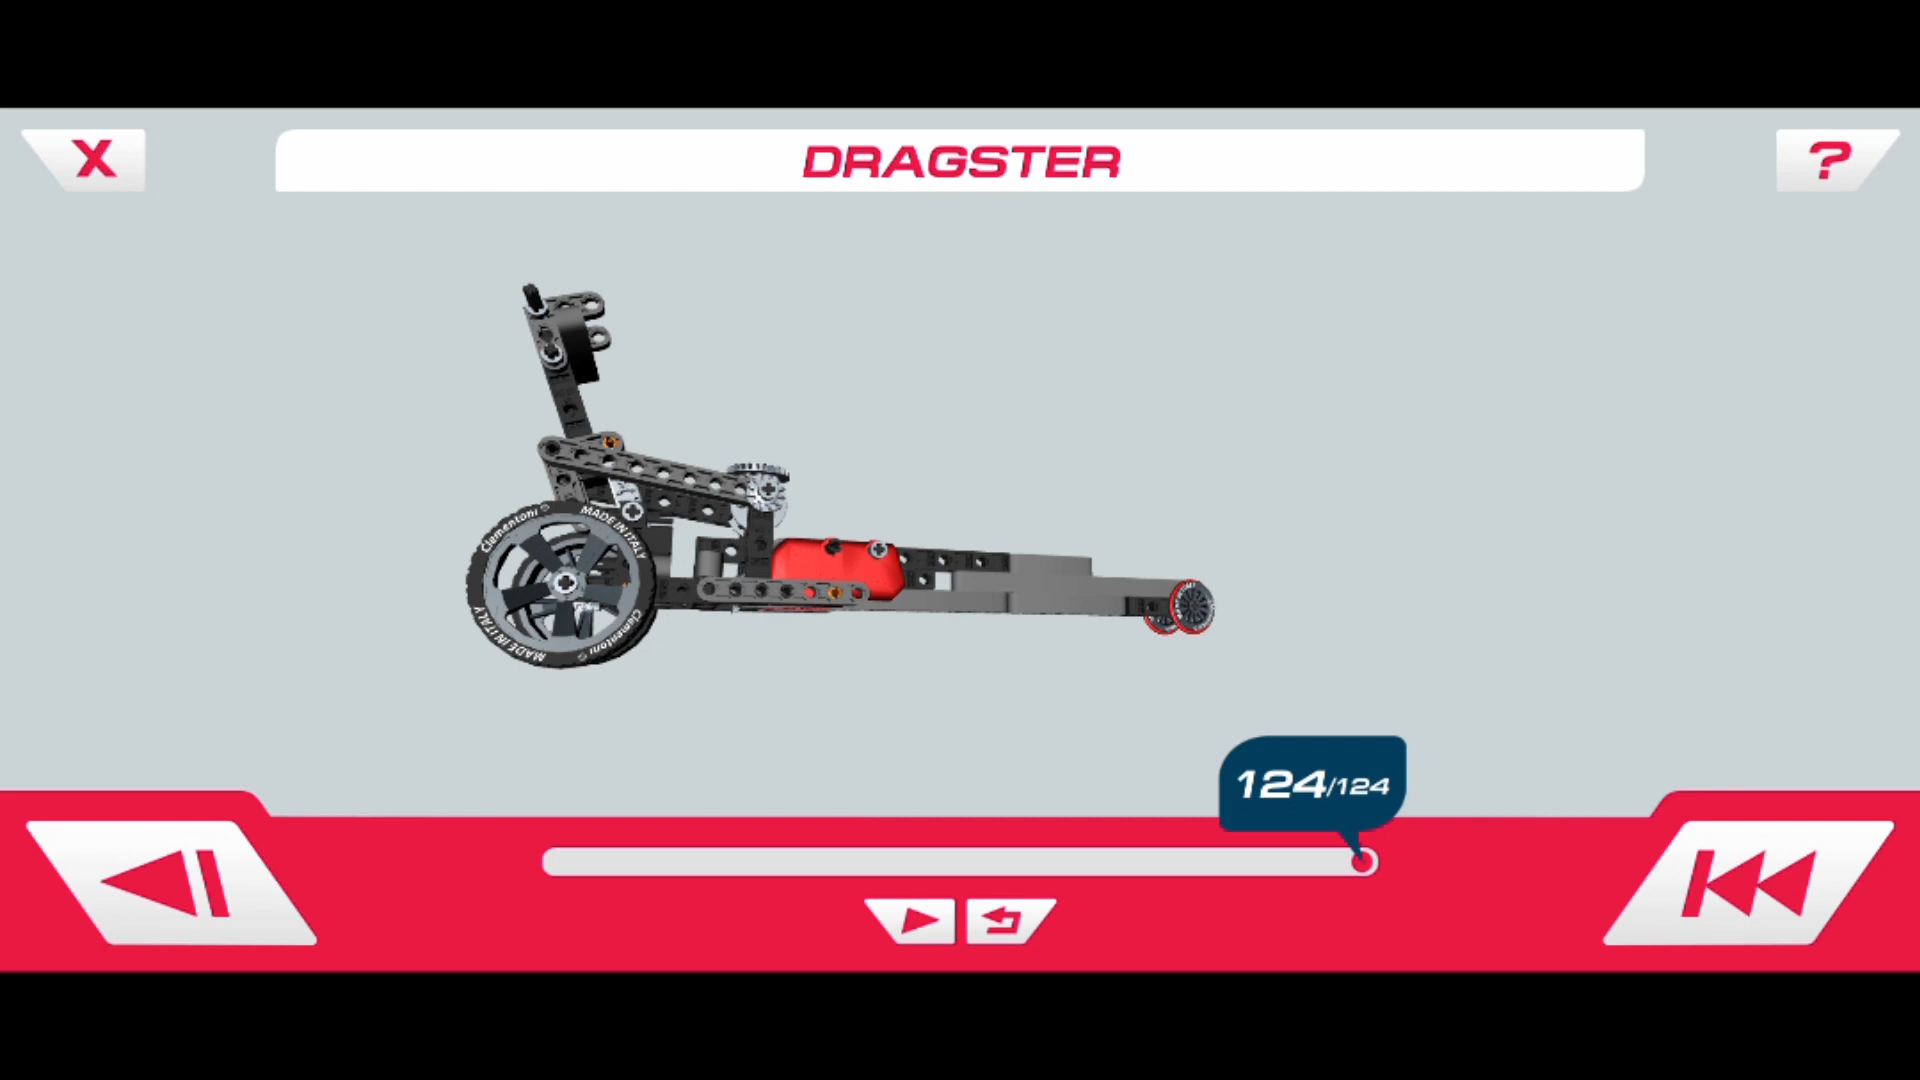 X
DRAGSTER
?
Clementoni
MADE IN ITALY
Clementoni
MADE IN ITALY
124/124